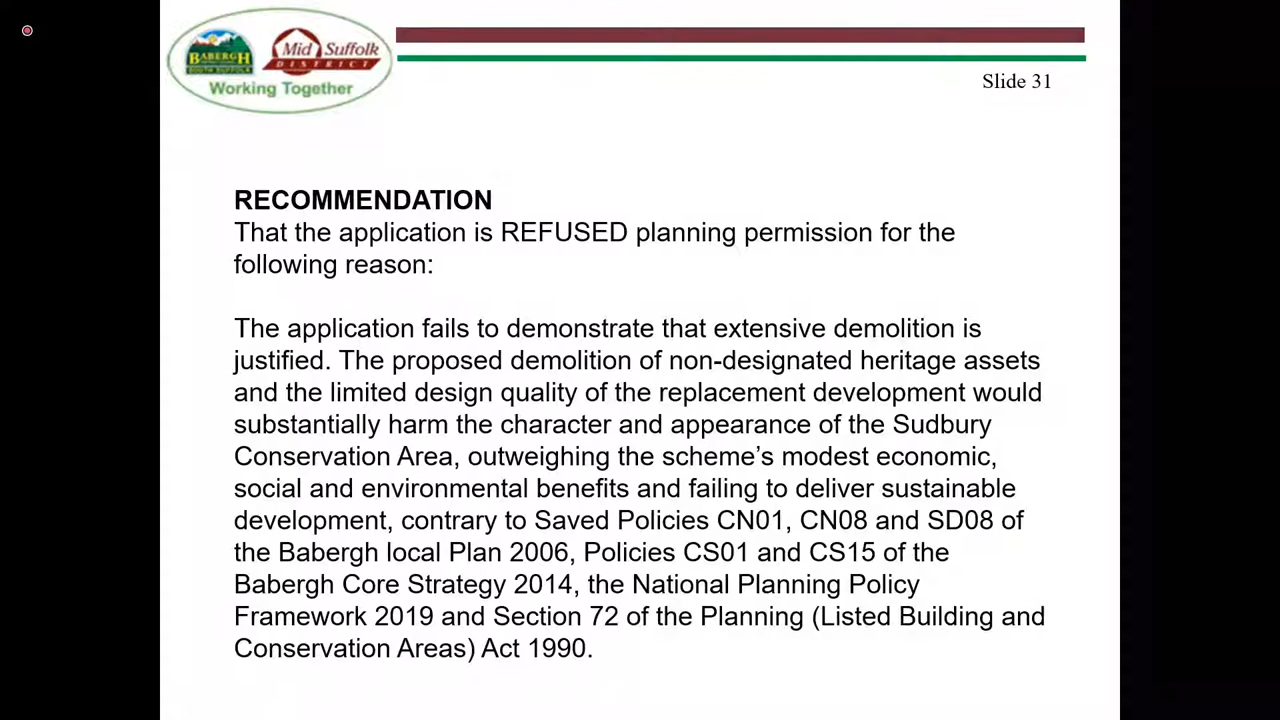 BABERGH
SOUTH SUFFOLK
Mid Suffolk
DISTRICT
Working Together
Slide 31
RECOMMENDATION
That the application is REFUSED planning permission for the
following reason:
The application fails to demonstrate that extensive demolition is
justified. The proposed demolition of non-designated heritage assets
and the limited design quality of the replacement development would
substantially harm the character and appearance of the Sudbury
Conservation Area, outweighing the scheme’s modest economic,
social and environmental benefits and failing to deliver sustainable
development, contrary to Saved Policies CN01, CN08 and SD08 of
the Babergh local Plan 2006, Policies CS01 and CS15 of the
Babergh Core Strategy 2014, the National Planning Policy
Framework 2019 and Section 72 of the Planning (Listed Building and
Conservation Areas) Act 1990.